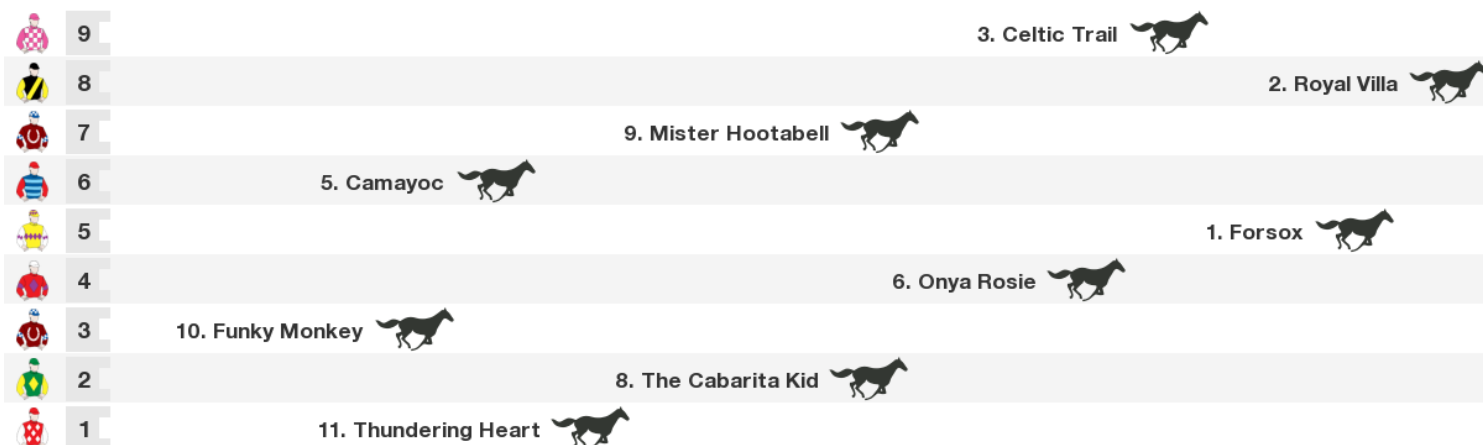 9 3. Celtic Trail
8 2. Royal Villa
7 9. Mister Hootabell
6 5. Camayoc
5 1. Forsox
4 6. Onya Rosie
3 10. Funky Monkey
2 8. The Cabarita Kid
1 11. Thundering Heart